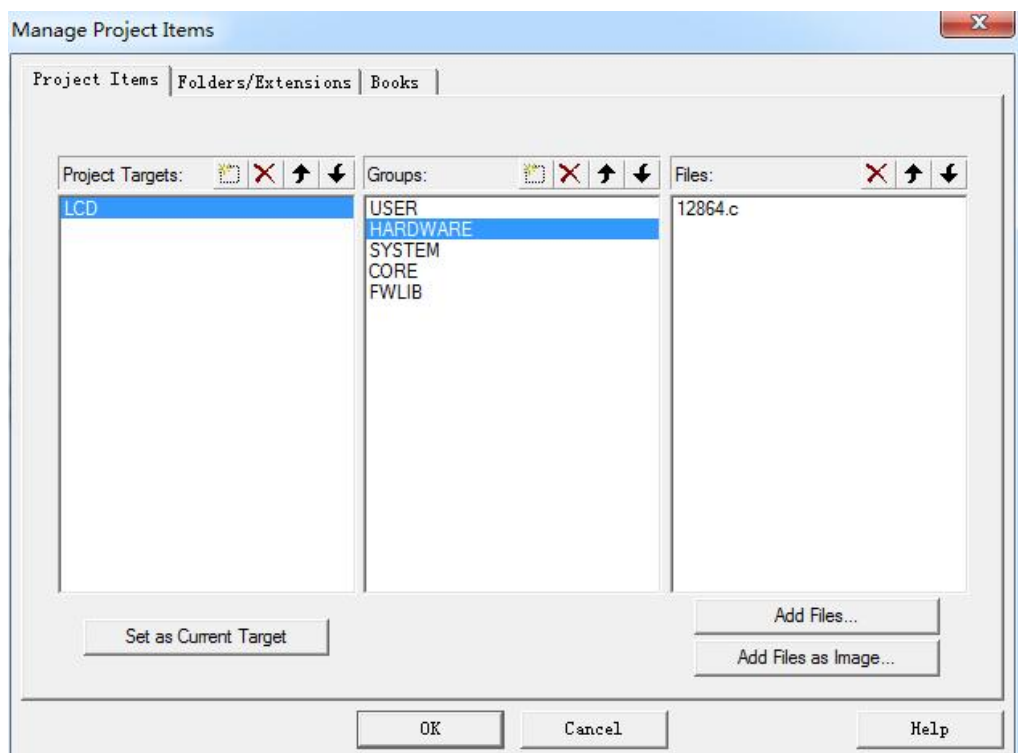 Manage Project Items
Project Items Folders/Extensions Books
Project Targets: Groups: Files:
LCD
USER
HARDWARE
SYSTEM
CORE
FWLIB
12864.c
Set as Current Target
Add Files...
Add Files as Image...
OK Cancel Help